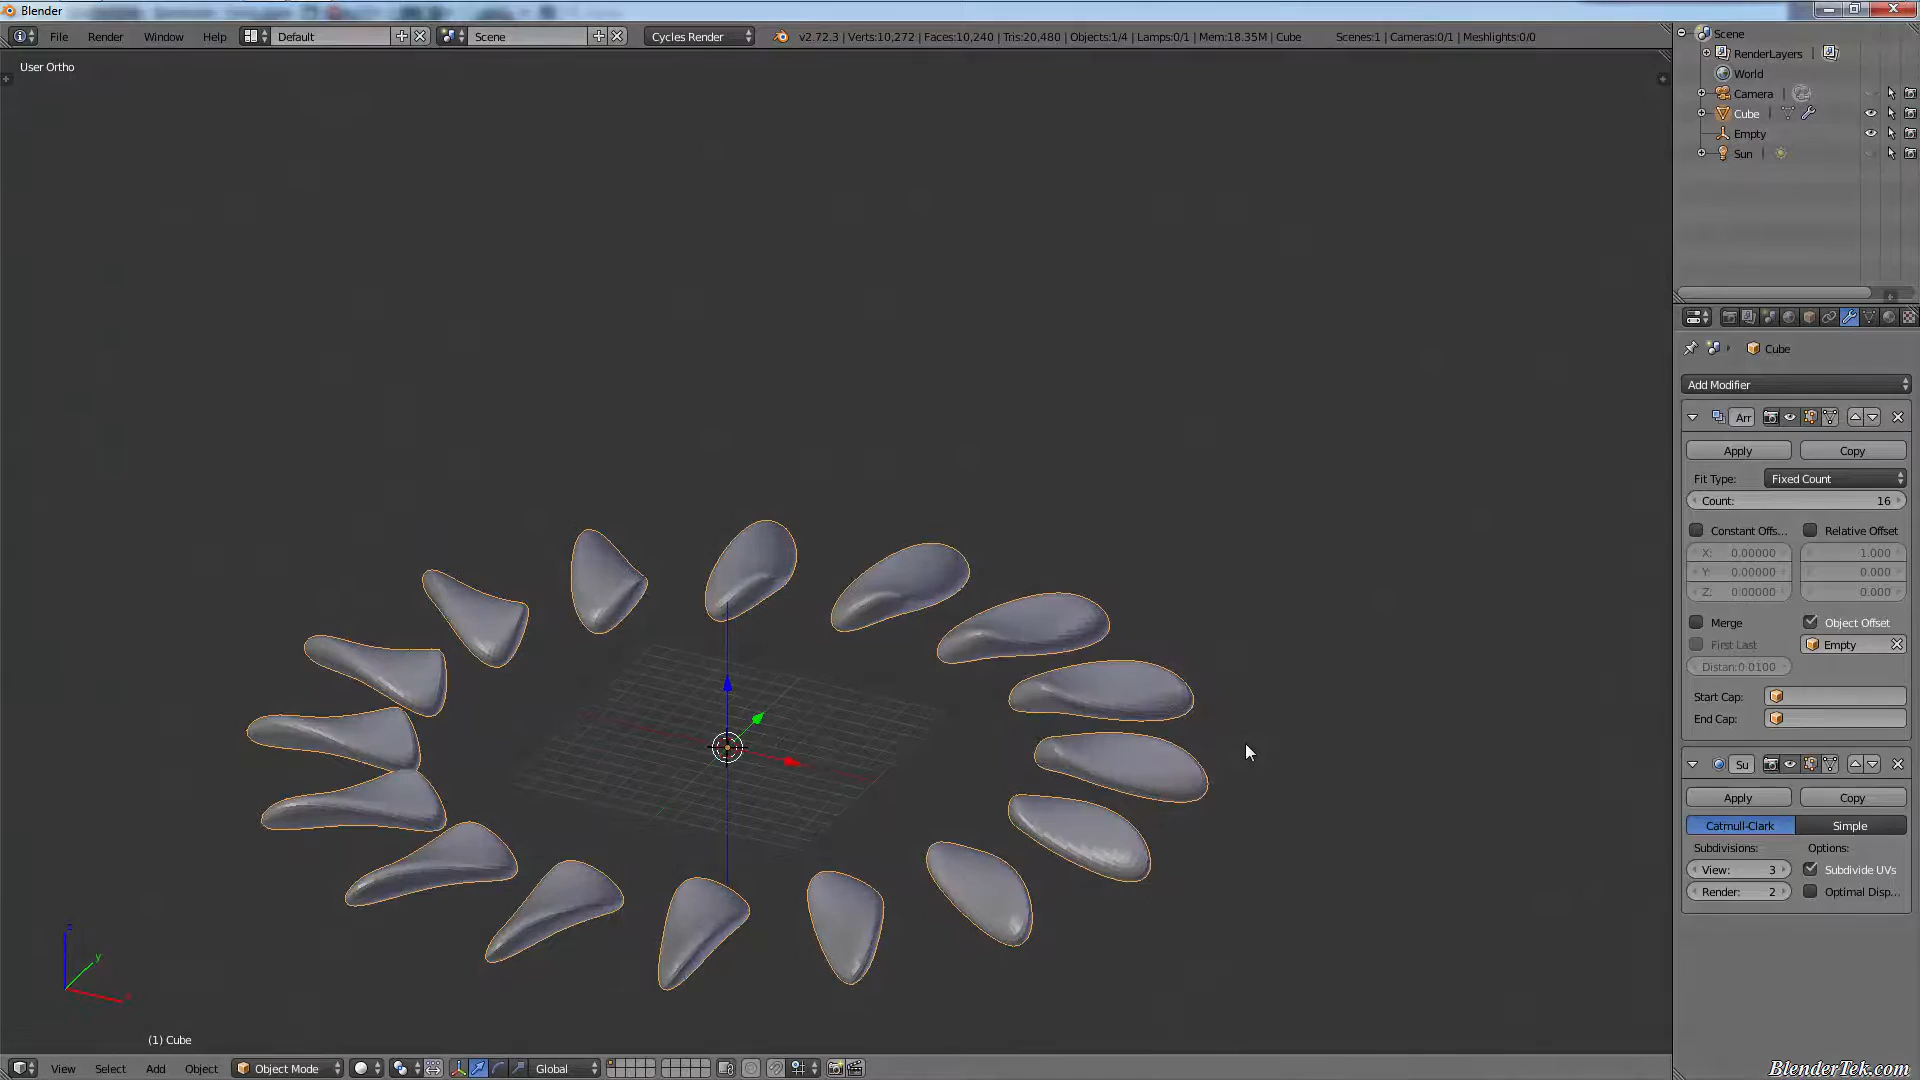 Blender
File Render Window Help Default Scene Cycles Render v2.72.3 | Verts:10,272 | Faces:10,240 | Tris:20,480 | Objects:1/4 | Lamps:0/1 | Mem:18.35M | Cube Scenes:1 | Cameras:0/1 | Meshlights:0/0
User Ortho
Scene
RenderLayers
World
Camera
Cube
Empty
Sun
Cube
Add Modifier
Arr
Apply Copy
Fit Type: Fixed Count
Count: 16
Constant Offs... Relative Offset
X: 0.00000 1.000
Y: 0.00000 0.000
Z: 0.00000 0.000
Merge Object Offset
First Last Empty
Distan:0.0100
Start Cap:
End Cap:
Su
Apply Copy
Catmull-Clark Simple
Subdivisions: Options:
View: 3 Subdivide UVs
Render: 2 Optimal Disp...
z
y
x
(1) Cube
View Select Add Object Object Mode Global
BlenderTek.com